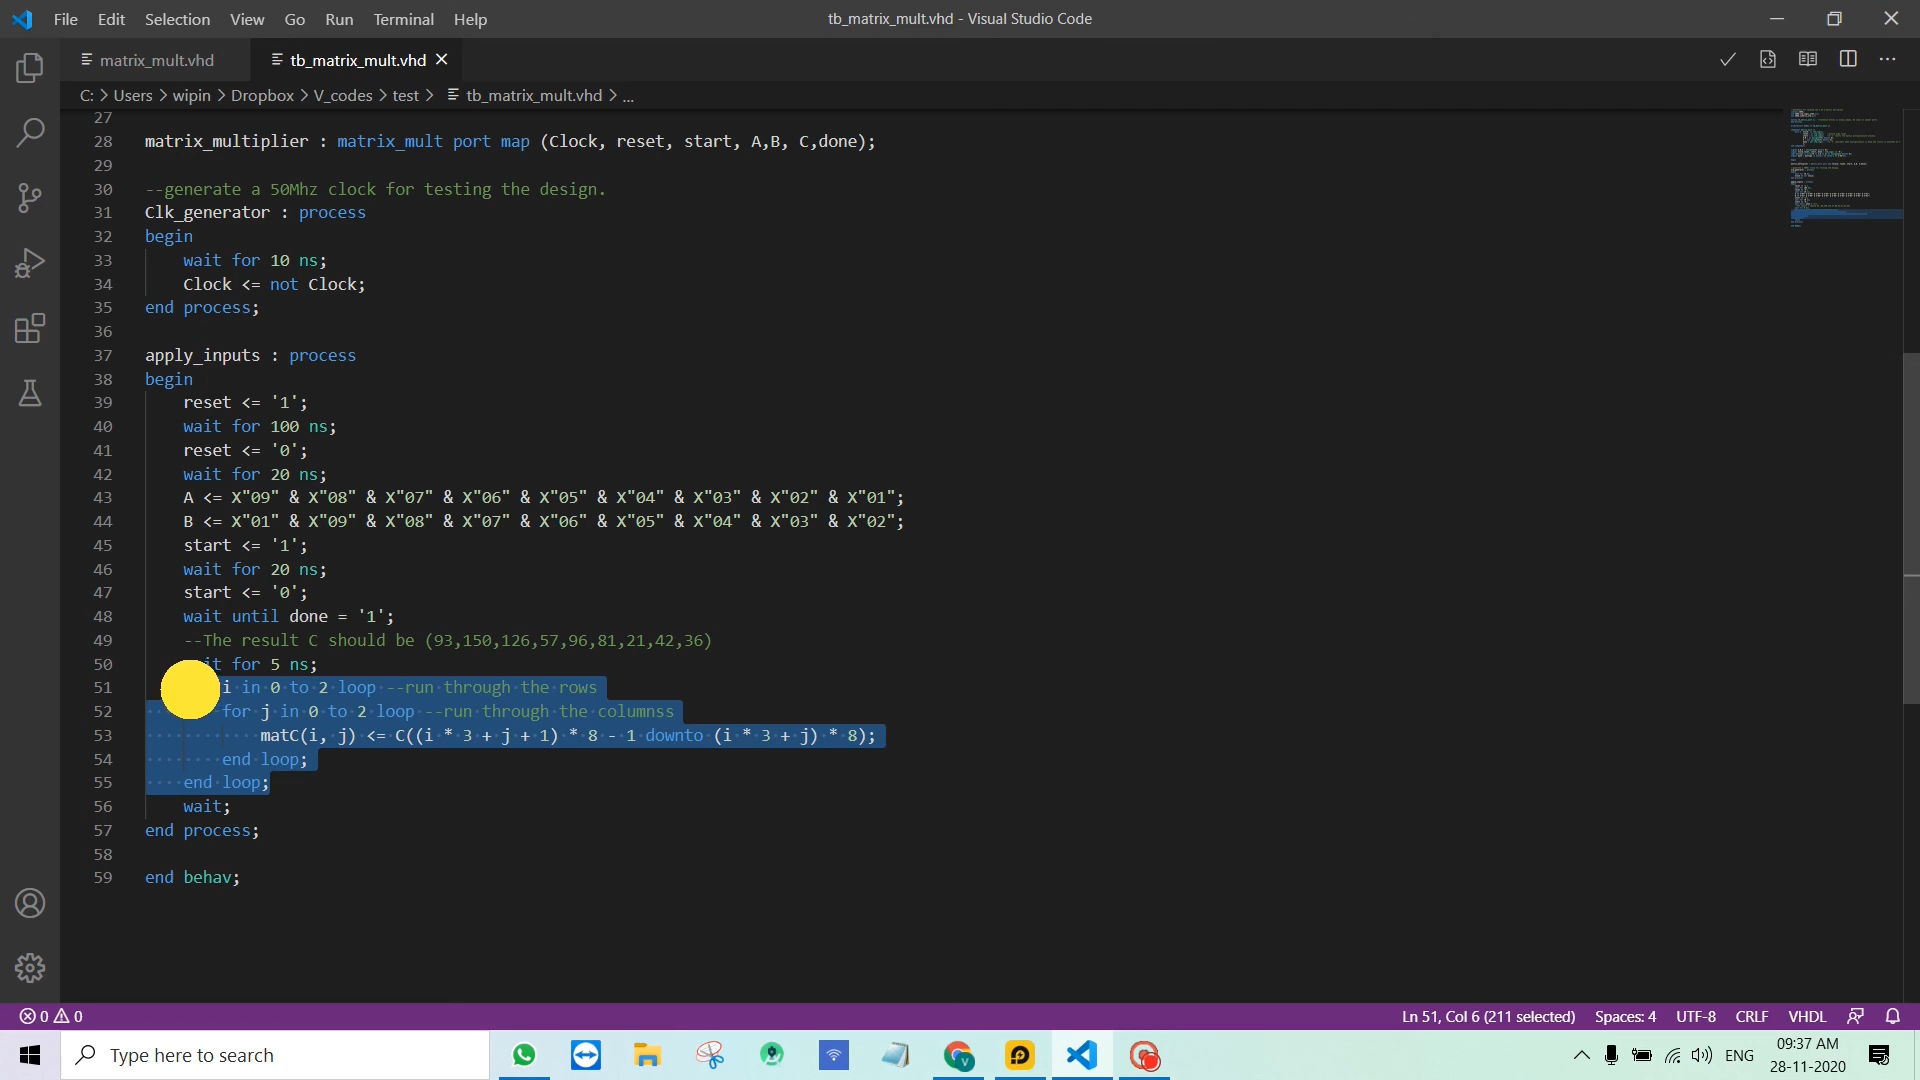 File Edit Selection View Go Run Terminal Help
tb_matrix_mult.vhd - Visual Studio Code
matrix_mult.vhd
tb_matrix_mult.vhd
C: > Users > wipin > Dropbox > V_codes > test > tb_matrix_mult.vhd > ...
27
28 matrix_multiplier : matrix_mult port map (Clock, reset, start, A,B, C,done);
29
30 --generate a 50Mhz clock for testing the design.
31 Clk_generator : process
32 begin
33 wait for 10 ns;
34 Clock <= not Clock;
35 end process;
36
37 apply_inputs : process
38 begin
39 reset <= '1';
40 wait for 100 ns;
41 reset <= '0';
42 wait for 20 ns;
43 A <= X"09" & X"08" & X"07" & X"06" & X"05" & X"04" & X"03" & X"02" & X"01";
44 B <= X"01" & X"09" & X"08" & X"07" & X"06" & X"05" & X"04" & X"03" & X"02";
45 start <= '1';
46 wait for 20 ns;
47 start <= '0';
48 wait until done = '1';
49 --The result C should be (93,150,126,57,96,81,21,42,36)
50 it for 5 ns;
51 i in 0 to 2 loop --run through the rows
52 for j in 0 to 2 loop --run through the columnss
53 matC(i, j) <= C((i * 3 + j + 1) * 8 - 1 downto (i * 3 + j) * 8);
54 end loop;
55 end loop;
56 wait;
57 end process;
58
59 end behav;
0 0
Ln 51, Col 6 (211 selected) Spaces: 4 UTF-8 CRLF VHDL
Type here to search
ENG
09:37 AM
28-11-2020